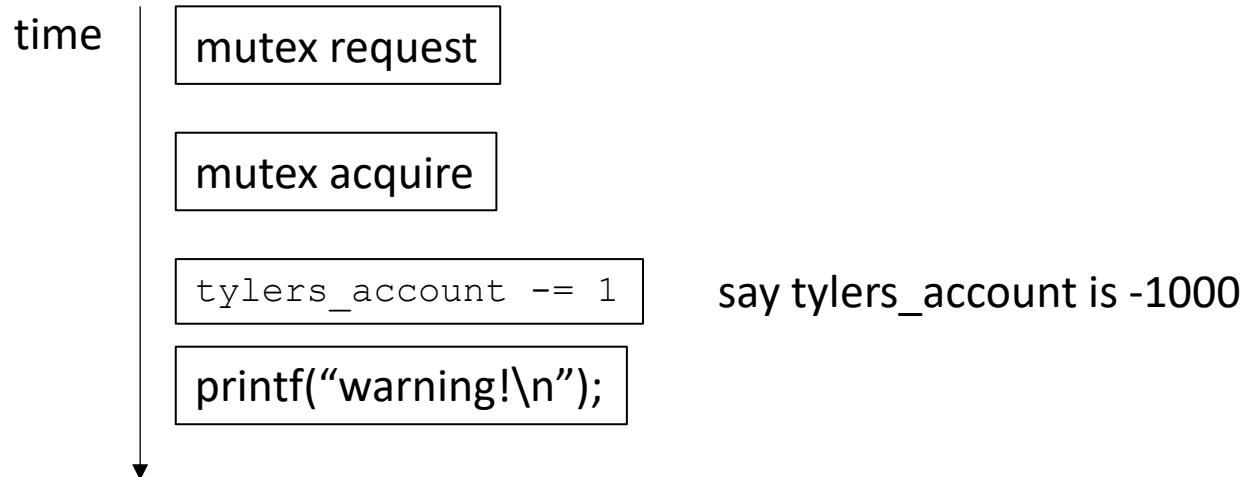 time
mutex request
mutex acquire
tylers_account -= 1
say tylers_account is -1000
printf(“warning!\n”);